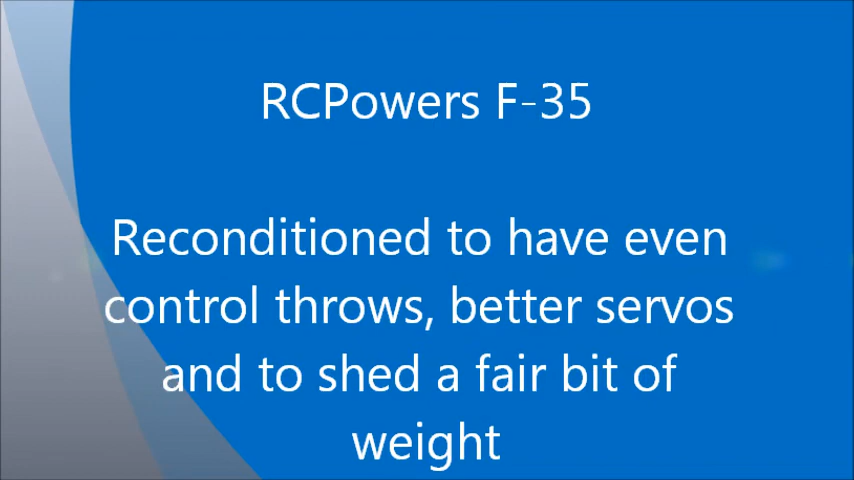 RCPowers F-35
Reconditioned to have even
control throws, better servos
and to shed a fair bit of
weight